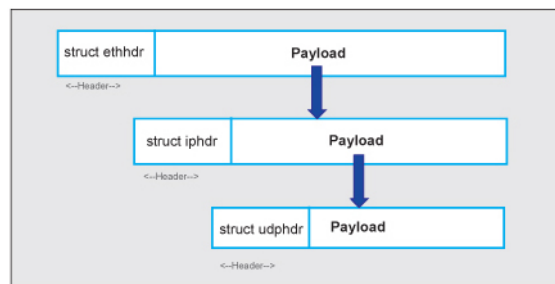 struct ethhdr Payload
<--Header-->
struct iphdr Payload
<--Header-->
struct udphdr Payload
<--Header-->